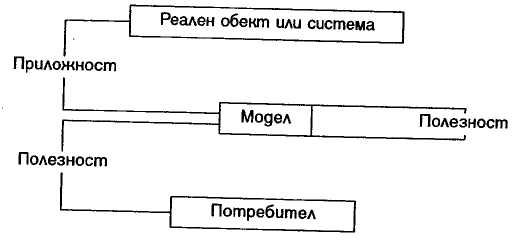 Реален обект или система
Приложност
Модел
Полезност
Полезност
Потребител